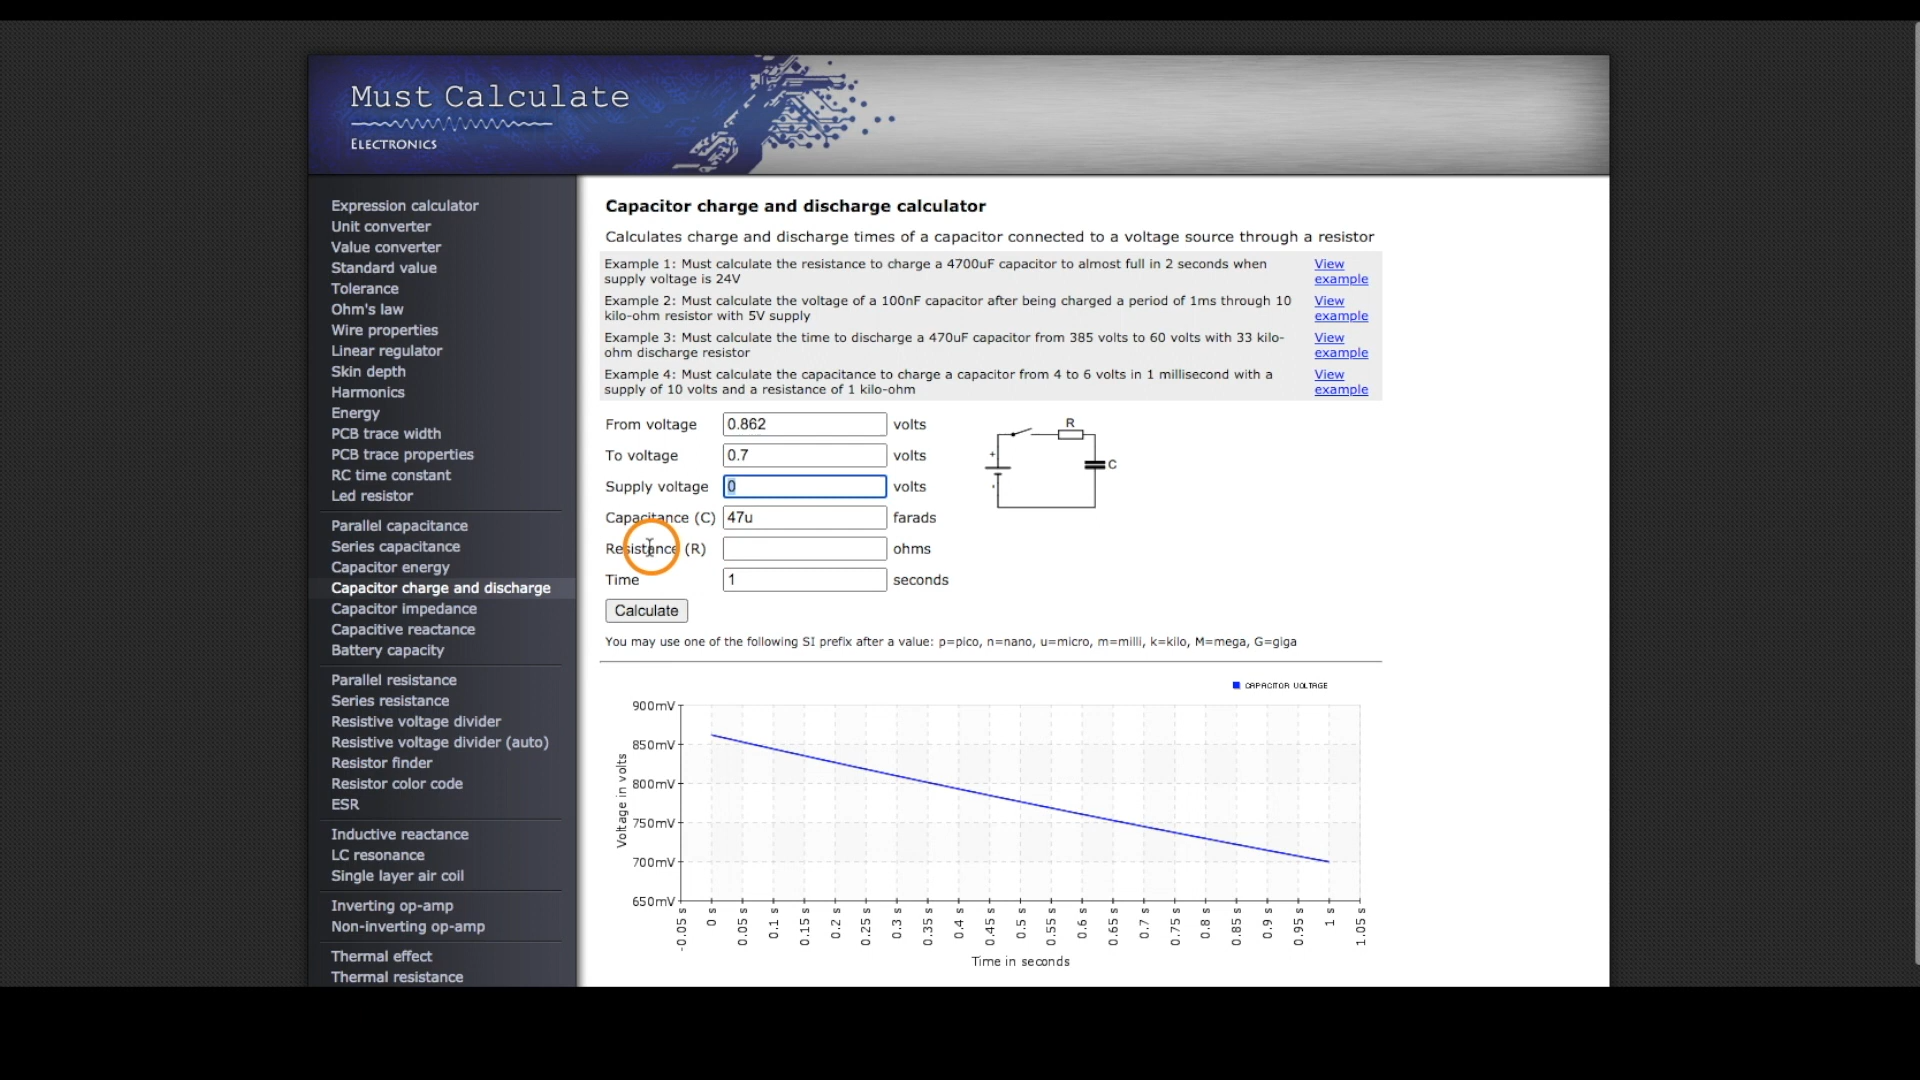 Must Calculate
ELECTRONICS
Expression calculator
Unit converter
Value converter
Standard value
Tolerance
Ohm's law
Wire properties
Linear regulator
Skin depth
Harmonics
Energy
PCB trace width
PCB trace properties
RC time constant
Led resistor
Parallel capacitance
Series capacitance
Capacitor energy
Capacitor charge and discharge
Capacitor impedance
Capacitive reactance
Battery capacity
Parallel resistance
Series resistance
Resistive voltage divider
Resistive voltage divider (auto)
Resistor finder
Resistor color code
ESR
Inductive reactance
LC resonance
Single layer air coil
Inverting op-amp
Non-inverting op-amp
Thermal effect
Thermal resistance
Capacitor charge and discharge calculator
Calculates charge and discharge times of a capacitor connected to a voltage source through a resistor
Example 1: Must calculate the resistance to charge a 4700uF capacitor to almost full in 2 seconds when View
supply voltage is 24V example
Example 2: Must calculate the voltage of a 100nF capacitor after being charged a period of 1ms through 10 View
kilo-ohm resistor with 5V supply example
Example 3: Must calculate the time to discharge a 470uF capacitor from 385 volts to 60 volts with 33 kilo- View
ohm discharge resistor example
Example 4: Must calculate the capacitance to charge a capacitor from 4 to 6 volts in 1 millisecond with a View
supply of 10 volts and a resistance of 1 kilo-ohm example
From voltage 0.862 volts
To voltage 0.7 volts
Supply voltage 0 volts
Capacitance (C) 47u farads
Resistance (R) ohms
Time 1 seconds
R
+
C
-
Calculate
You may use one of the following SI prefix after a value: p=pico, n=nano, u=micro, m=milli, k=kilo, M=mega, G=giga
CAPACITOR VOLTAGE
Voltage in volts
900mV
850mV
800mV
750mV
700mV
650mV
-0.05 s 0 s 0.05 s 0.1 s 0.15 s 0.2 s 0.25 s 0.3 s 0.35 s 0.4 s 0.45 s 0.5 s 0.55 s 0.6 s 0.65 s 0.7 s 0.75 s 0.8 s 0.85 s 0.9 s 0.95 s 1 s 1.05 s
Time in seconds